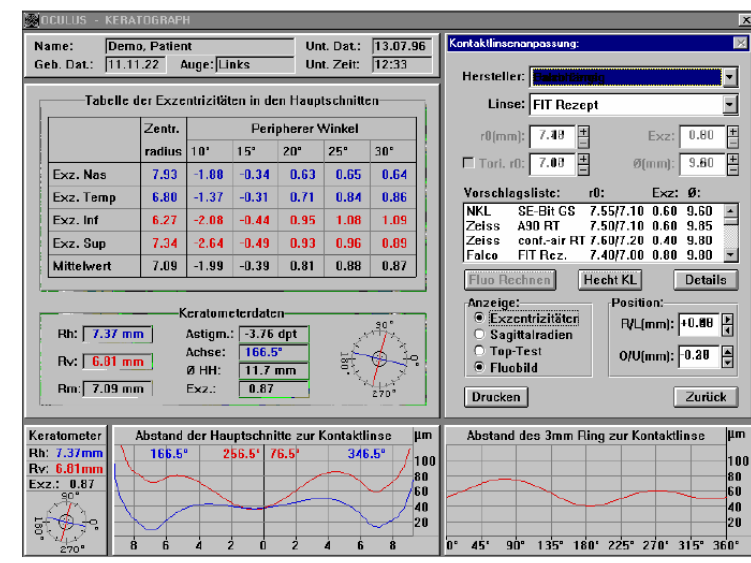 OCULUS - KERATOGRAPH
Name: Demo, Patient Unt. Dat.: 13.07.96
Geb. Dat.: 11.11.22 Auge: Links Unt. Zeit: 12:33
Tabelle der Exzentrizitäten in den Hauptschnitten
Zentr. Peripherer Winkel
radius 10° 15° 20° 25° 30°
Exz. Nas 7.93 -1.88 -0.34 0.63 0.65 0.64
Exz. Temp 6.80 -1.37 -0.31 0.71 0.84 0.86
Exz. Inf 6.27 -2.08 -0.44 0.95 1.08 1.09
Exz. Sup 7.34 -2.64 -0.49 0.93 0.96 0.89
Mittelwert 7.09 -1.99 -0.39 0.81 0.88 0.87
Keratometerdaten
Rh: 7.37 mm Astigm.: -3.76 dpt
Achse: 166.5°
Rv: 6.81 mm Ø HH: 11.7 mm
Rm: 7.09 mm Exz.: 0.87
90°
180°
270°
Kontaktlinsenanpassung:
Hersteller:
Linse: FIT Rezept
r0(mm): Exz: 0.80
Tori. r0: Ø(mm): 9.60
Vorschlagsliste: r0: Exz: Ø:
NKL SE-Bit GS 7.55/7.10 0.60 9.60
Zeiss A90 RT 7.50/7.10 0.60 9.85
Zeiss conf.-air RT 7.60/7.20 0.40 9.80
Falco FIT Rez. 7.40/7.00 0.80 9.80
Fluo Rechnen Hecht KL Details
Anzeige: Position:
Exzentrizitäten R/L(mm):
Sagittalradien
Top-Test O/U(mm):
Fluobild
Drucken Zurück
Keratometer
Rh: 7.37mm
Rv: 6.81mm
Exz.: 0.87
90°
180° 0°
270°
Abstand der Hauptschnitte zur Kontaktlinse µm
166.5° 256.5° 76.5° 346.5°
100
80
60
40
20
8 6 4 2 0 2 4 6 8
Abstand des 3mm Ring zur Kontaktlinse µm
100
80
60
40
20
0° 45° 90° 135° 180° 225° 270° 315° 360°